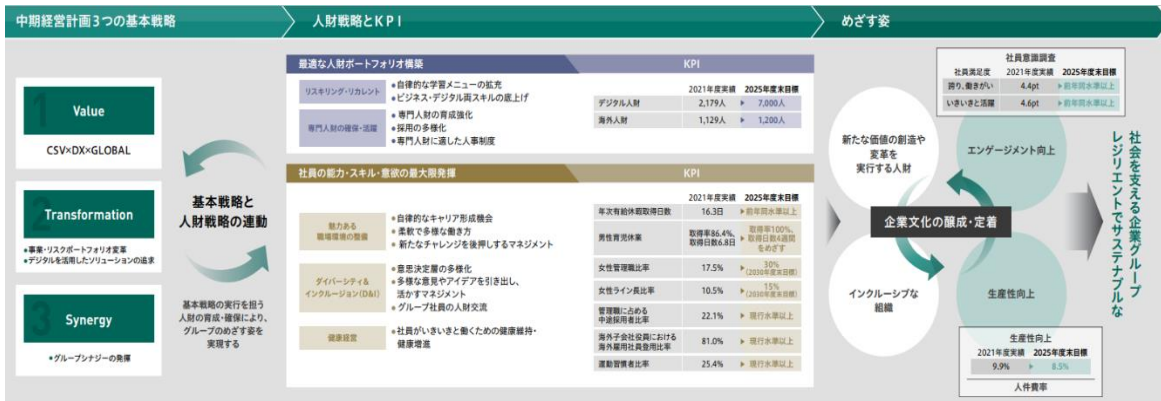 中期経営計画3つの基本戦略
人財戦略とKPI
めざす姿
1
Value
CSV×DX×GLOBAL
2
Transformation
●事業・リスクポートフォリオ変革
●デジタルを活用したソリューションの追求
3
Synergy
●グループシナジーの発揮
基本戦略と
人財戦略の連動
基本戦略の実行を担う
人財の育成・確保により、
グループのめざす姿を
実現する
最適な人財ポートフォリオ構築
KPI
リスキリング・リカレント
●自律的な学習メニューの拡充
●ビジネス・デジタル両スキルの底上げ
専門人財の確保・活躍
●専門人財の育成強化
●採用の多様化
●専門人財に適した人事制度
2021年度実績 2025年度末目標
デジタル人財 2,179人 ▶ 7,000人
海外人財 1,129人 ▶ 1,200人
社員の能力・スキル・意欲の最大限発揮
KPI
魅力ある
職場環境の整備
●自律的なキャリア形成機会
●柔軟で多様な働き方
●新たなチャレンジを後押しするマネジメント
ダイバーシティ&
インクルージョン(D&I)
●意思決定層の多様化
●多様な意見やアイデアを引き出し、
活かすマネジメント
●グループ社員の人財交流
健康経営
●社員がいきいきと働くための健康維持・
健康増進
2021年度実績 2025年度末目標
年次有給休暇取得日数 16.3日 ▶前年同水準以上
男性育児休業 取得率86.4%、取得日数6.8日 ▶ 取得率100%、取得日数4週間をめざす
女性管理職比率 17.5% ▶ 30%(2030年度末目標)
女性ライン長比率 10.5% ▶ 15%(2030年度末目標)
管理職に占める中途採用者比率 22.1% ▶ 現行水準以上
海外子会社役員における海外雇用社員登用比率 81.0% ▶ 現行水準以上
運動習慣者比率 25.4% ▶ 現行水準以上
社員意識調査
社員満足度 2021年度実績 2025年度末目標
誇り、働きがい 4.4pt ▶前年同水準以上
いきいきと活躍 4.6pt ▶前年同水準以上
新たな価値の創造や
変革を
実行する人財
エンゲージメント向上
企業文化の醸成・定着
インクルーシブな
組織
生産性向上
生産性向上
2021年度実績 2025年度末目標
9.9% ▶ 8.5%
人件費率
レジリエントでサステナブルな
社会を支える企業グループ